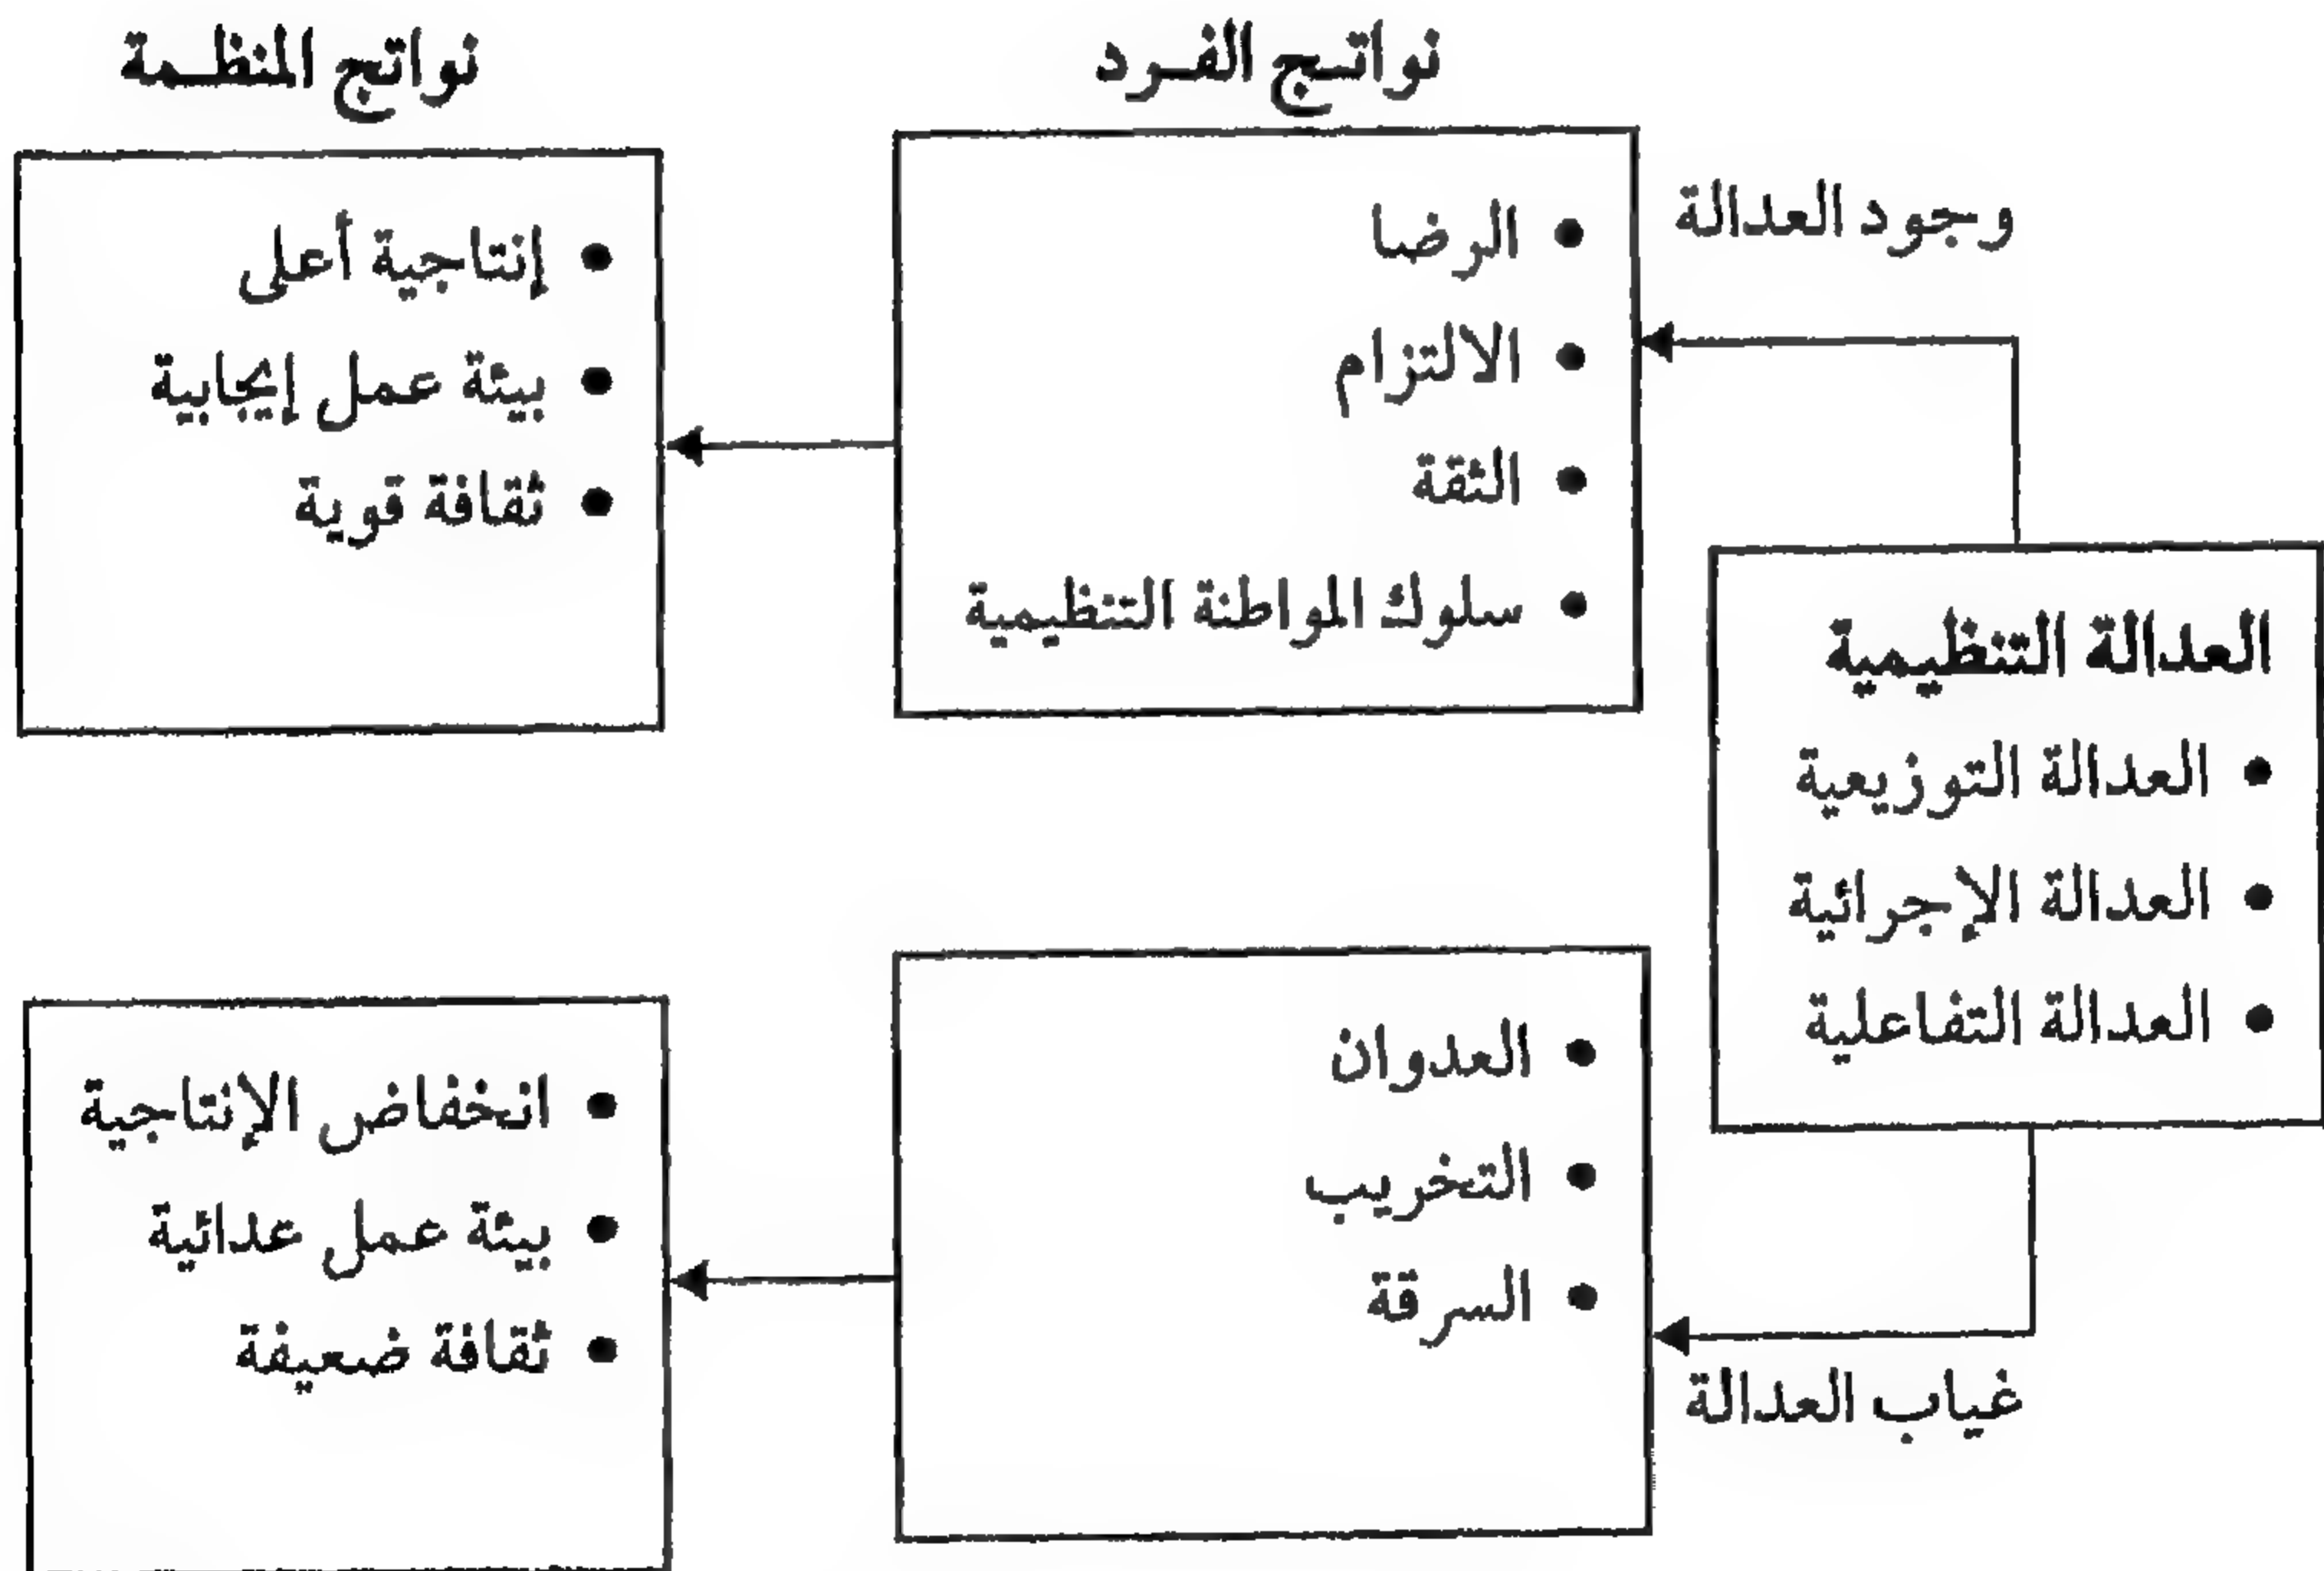 نواتج الفرد
نواتج المنظمة
وجود العدالة
• الرضا
• الالتزام
• الثقة
• سلوك المواطنة التنظيمية
• إنتاجية أعلى
• بيئة عمل إيجابية
• ثقافة قوية
العدالة التنظيمية
• العدالة التوزيعية
• العدالة الإجرائية
• العدالة التفاعلية
• العدوان
• التخريب
• السرقة
غياب العدالة
• انخفاض الإنتاجية
• بيئة عمل عدائية
• ثقافة ضعيفة